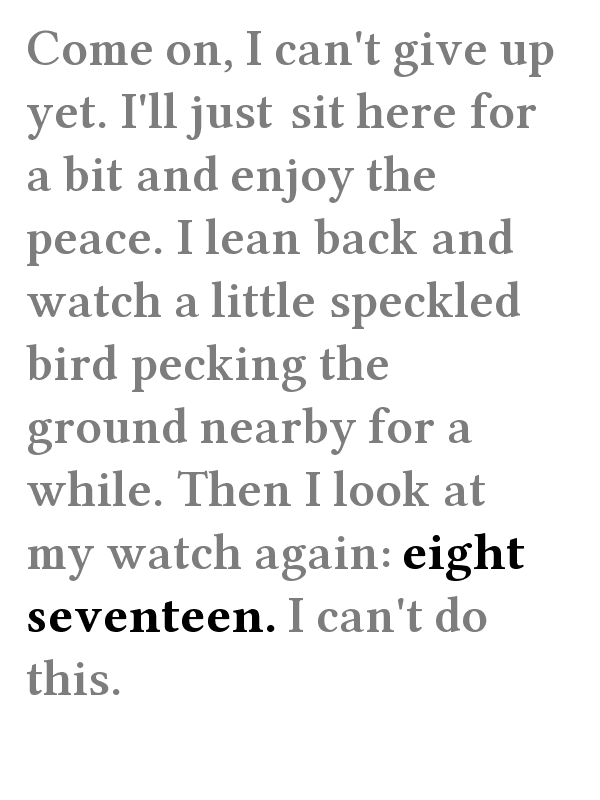 Come on, I can't give up
yet. I'll just sit here for
a bit and enjoy the
peace. I lean back and
watch a little speckled
bird pecking the
ground nearby for a
while. Then I look at
my watch again: eight
seventeen. I can't do
this.